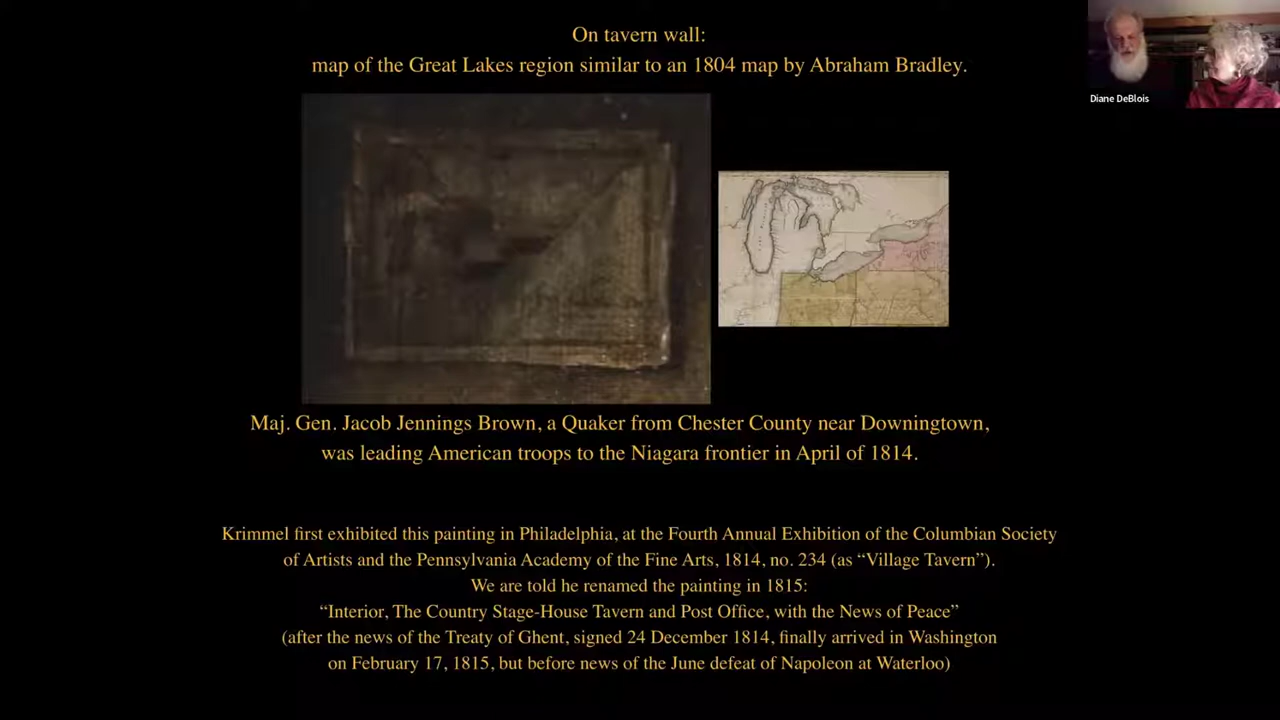 On tavern wall:
map of the Great Lakes region similar to an 1804 map by Abraham Bradley.
Diane DeBlois
Maj. Gen. Jacob Jennings Brown, a Quaker from Chester County near Downingtown,
was leading American troops to the Niagara frontier in April of 1814.
Krimmel first exhibited this painting in Philadelphia, at the Fourth Annual Exhibition of the Columbian Society
of Artists and the Pennsylvania Academy of the Fine Arts, 1814, no. 234 (as “Village Tavern”).
We are told he renamed the painting in 1815:
“Interior, The Country Stage-House Tavern and Post Office, with the News of Peace”
(after the news of the Treaty of Ghent, signed 24 December 1814, finally arrived in Washington
on February 17, 1815, but before news of the June defeat of Napoleon at Waterloo)